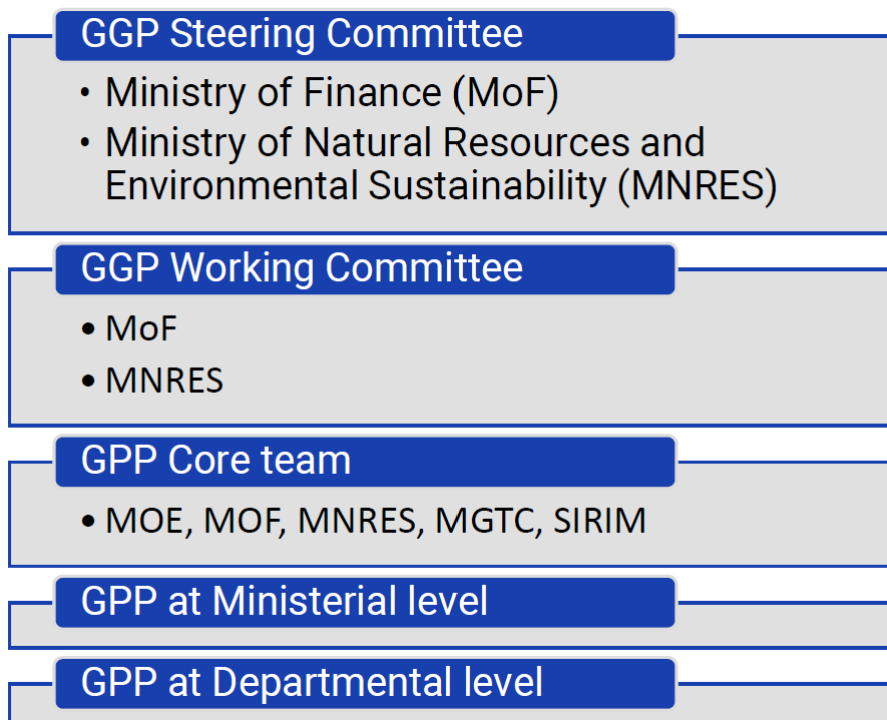 GGP Steering Committee
• Ministry of Finance (MoF)
• Ministry of Natural Resources and
Environmental Sustainability (MNRES)
GGP Working Committee
• MoF
• MNRES
GPP Core team
• MOE, MOF, MNRES, MGTC, SIRIM
GPP at Ministerial level
GPP at Departmental level